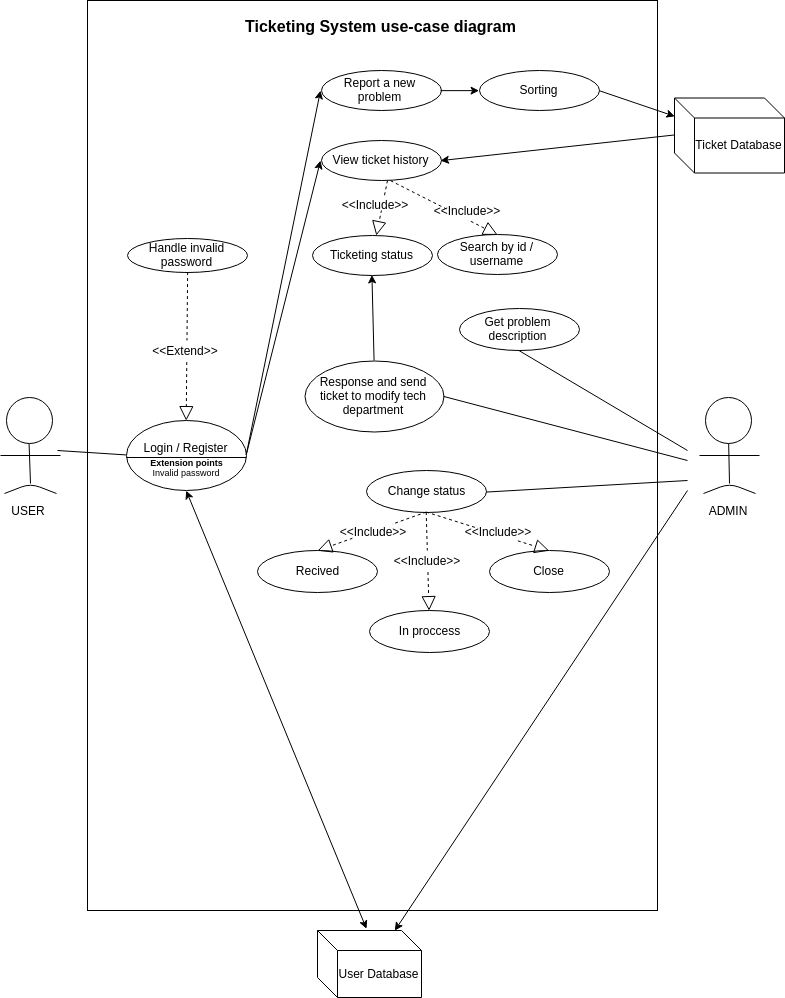 Ticketing System use-case diagram
Report a new
problem
Sorting
Ticket Database
View ticket history
<<Include>>
<<Include>>
Handle invalid
password
Ticketing status
Search by id /
username
Get problem
description
<<Extend>>
Response and send
ticket to modify tech
department
Login / Register
Extension points
Invalid password
USER
ADMIN
Change status
<<Include>>
<<Include>>
<<Include>>
Recived
Close
In proccess
User Database